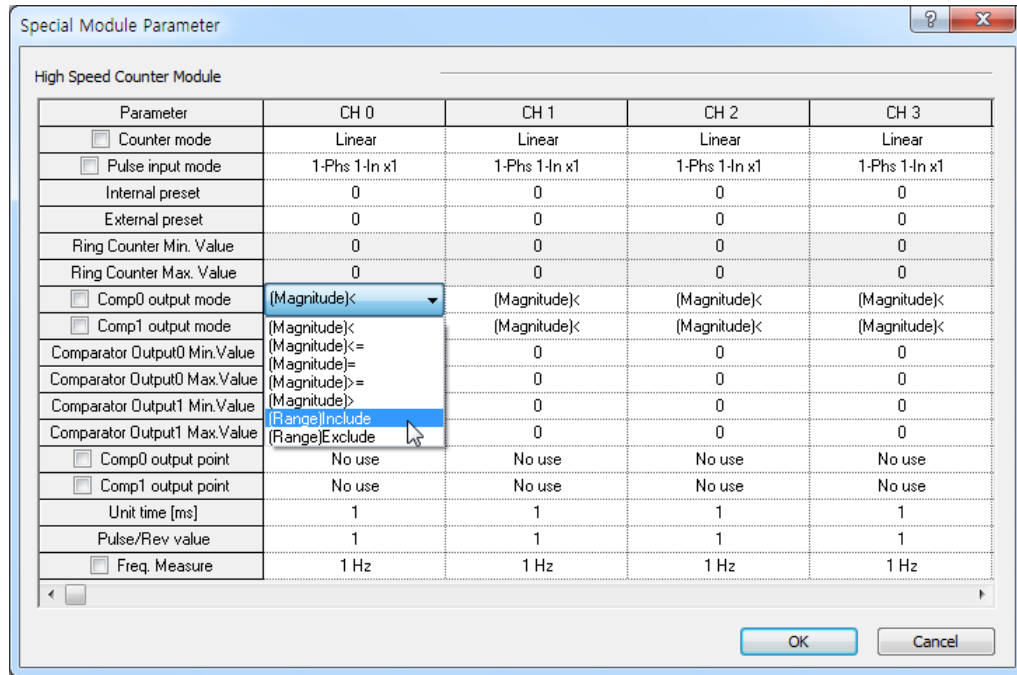 Special Module Parameter
High Speed Counter Module
Parameter CH 0 CH 1 CH 2 CH 3
Counter mode Linear Linear Linear Linear
Pulse input mode 1-Phs 1-In x1 1-Phs 1-In x1 1-Phs 1-In x1 1-Phs 1-In x1
Internal preset 0 0 0 0
External preset 0 0 0 0
Ring Counter Min. Value 0 0 0 0
Ring Counter Max. Value 0 0 0 0
Comp0 output mode (Magnitude)< (Magnitude)< (Magnitude)< (Magnitude)<
Comp1 output mode (Magnitude)< (Magnitude)< (Magnitude)<
(Magnitude)<
(Magnitude)<=
(Magnitude)=
(Magnitude)>=
(Magnitude)>
(Range)Include
(Range)Exclude
Comparator Output0 Min.Value 0 0 0
Comparator Output0 Max.Value 0 0 0
Comparator Output1 Min.Value 0 0 0
Comparator Output1 Max.Value 0 0 0
Comp0 output point No use No use No use No use
Comp1 output point No use No use No use No use
Unit time [ms] 1 1 1 1
Pulse/Rev value 1 1 1 1
Freq. Measure 1 Hz 1 Hz 1 Hz 1 Hz
OK Cancel